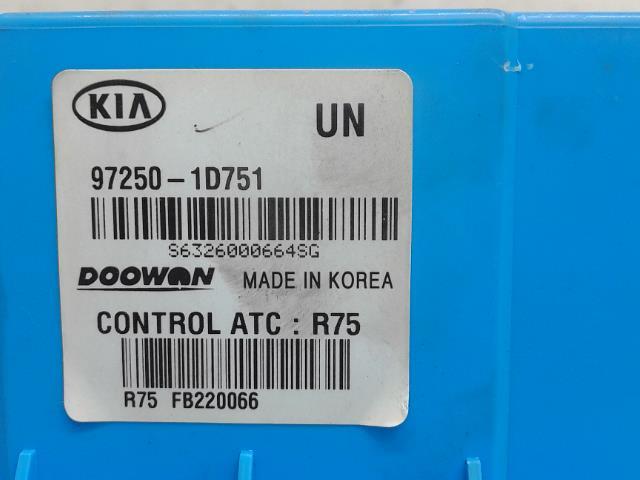 KIA
UN
97250-1D751
S6326000664SG
DOOWON MADE IN KOREA
CONTROL ATC : R75
R75 FB220066